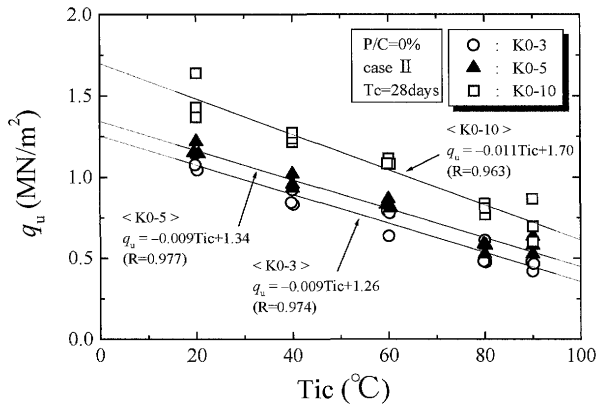 P/C=0%
case II
Tc=28days
○ : K0-3
▲ : K0-5
□ : K0-10
2.0
1.5
1.0
0.5
0.0
qu (MN/m²)
< K0-10 >
qu = −0.011Tic+1.70
(R=0.963)
< K0-5 >
qu = −0.009Tic+1.34
(R=0.977)
< K0-3 >
qu = −0.009Tic+1.26
(R=0.974)
0 20 40 60 80 100
Tic (℃)